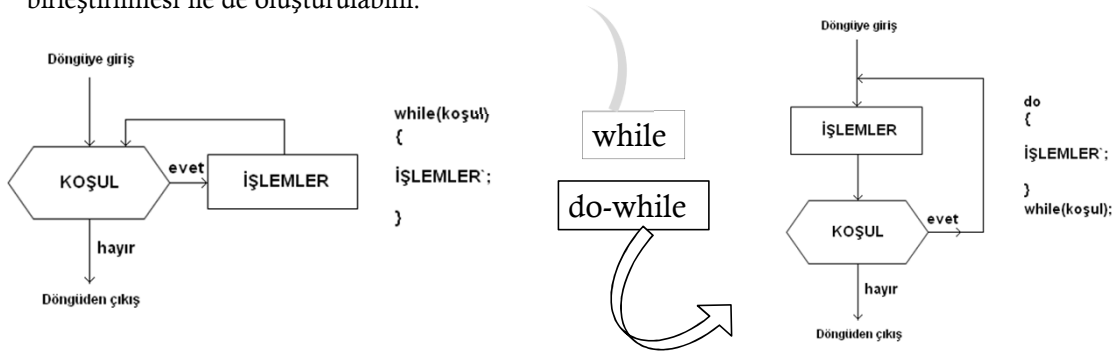 birleştirilmesi ile de oluşturulabilir.
Döngüye giriş
KOŞUL
evet
İŞLEMLER
hayır
Döngüden çıkış
while(koşul)
{
İŞLEMLER`;
}
while
do-while
Döngüye giriş
İŞLEMLER
KOŞUL
evet
hayır
Döngüden çıkış
do
{
İŞLEMLER`;
}
while(koşul);